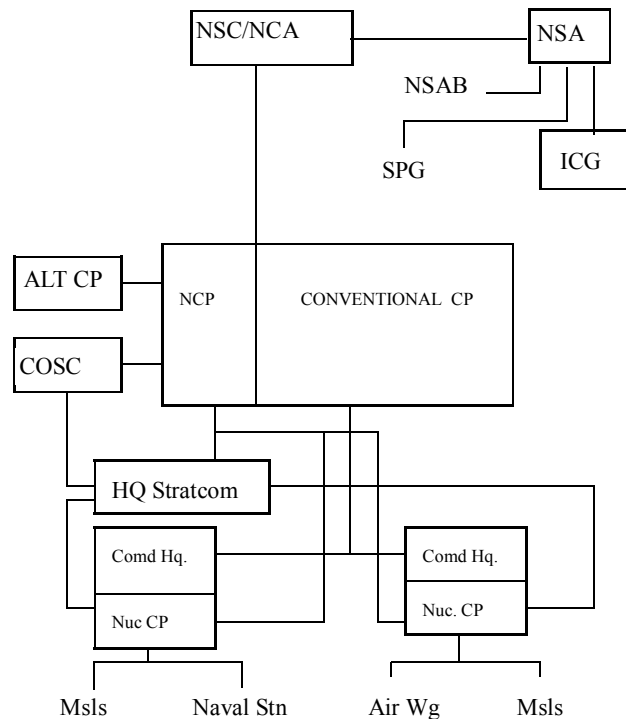 NSC/NCA
NSA
NSAB
SPG
ICG
ALT CP
NCP
CONVENTIONAL CP
COSC
HQ Stratcom
Comd Hq.
Comd Hq.
Nuc CP
Nuc. CP
Msls
Naval Stn
Air Wg
Msls